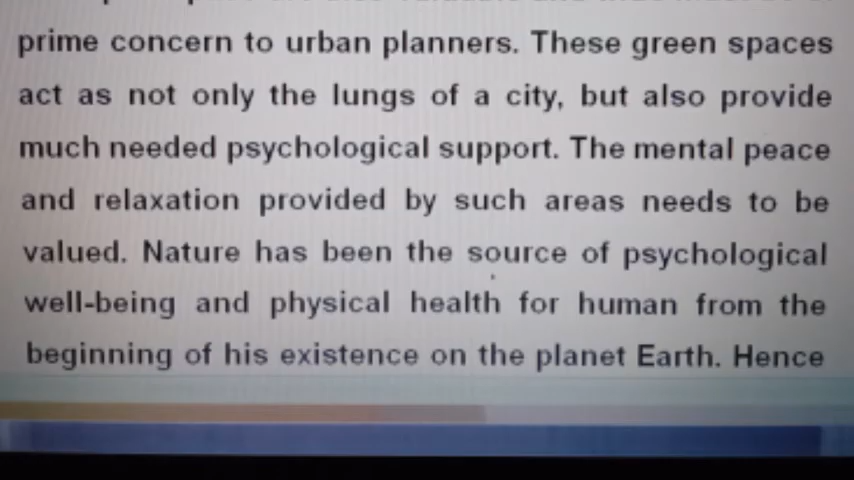 prime concern to urban planners. These green spaces
act as not only the lungs of a city, but also provide
much needed psychological support. The mental peace
and relaxation provided by such areas needs to be
valued. Nature has been the source of psychological
well-being and physical health for human from the
beginning of his existence on the planet Earth. Hence